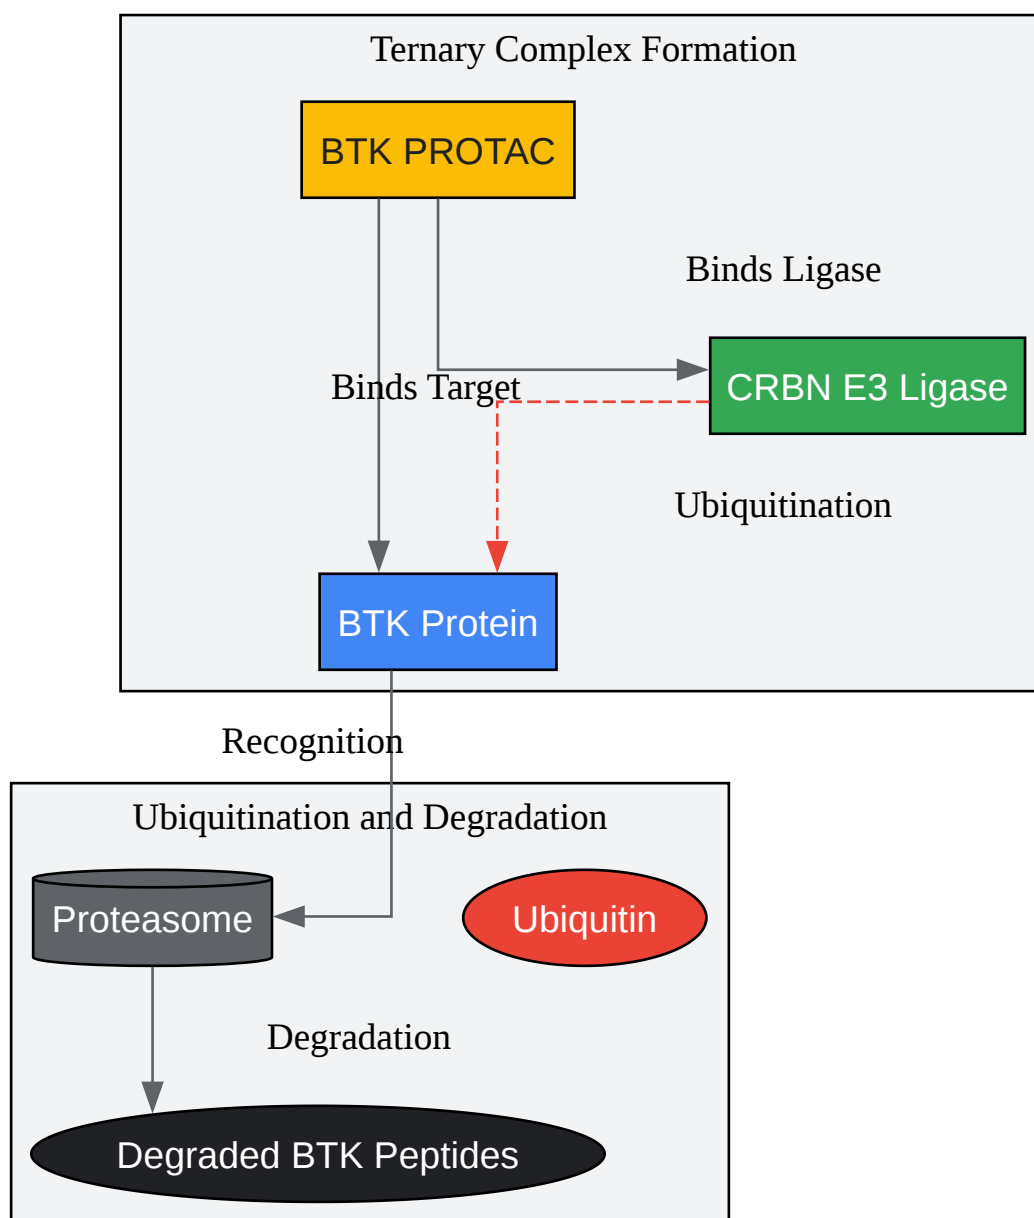 Ternary Complex Formation
BTK PROTAC
Binds Ligase
Binds Target
CRBN E3 Ligase
Ubiquitination
BTK Protein
Recognition
Ubiquitination and Degradation
Proteasome
Ubiquitin
Degradation
Degraded BTK Peptides